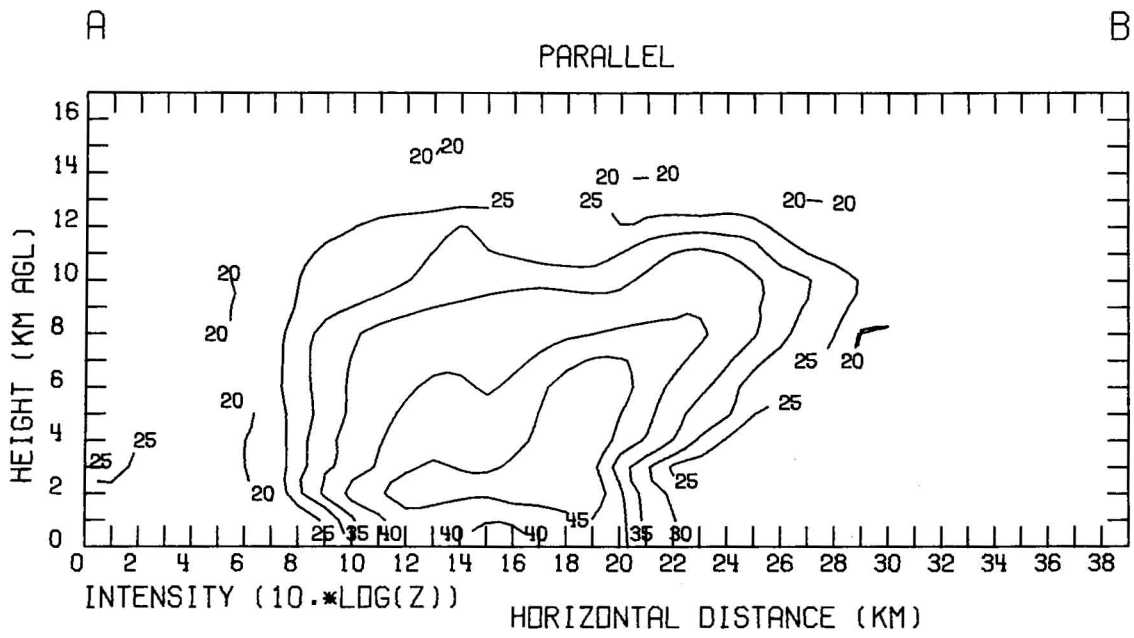 A B
PARALLEL
16
20 20
14
20 20
25 25 20 20
12
20
10
20
8
25 20
6
20 25
4
25
25
25
2
20
45
25 35 40 40 40 35 30
0
0 2 4 6 8 10 12 14 16 18 20 22 24 26 28 30 32 34 36 38
HEIGHT (KM AGL)
INTENSITY (10.*LOG(Z))
HORIZONTAL DISTANCE (KM)